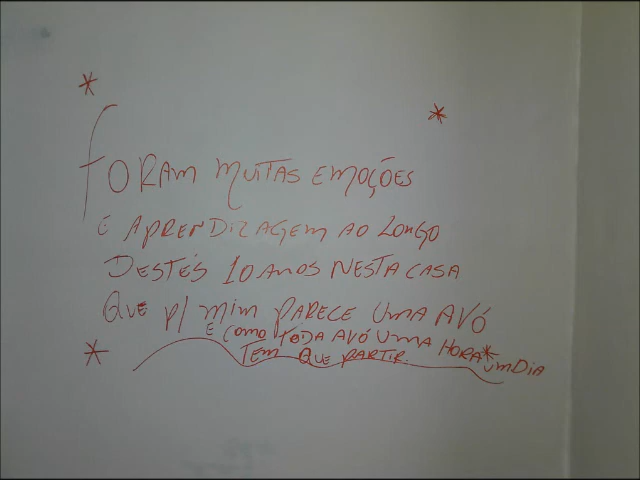 FORAM MUITAS EMOÇÕES
E APRENDIZAGEM AO LONGO
DESTES 10 ANOS NESTA CASA
QUE P/ MIM PARECE UMA AVÓ
E COMO TODA AVÓ UMA HORA* UM DIA
TEM QUE PARTIR.